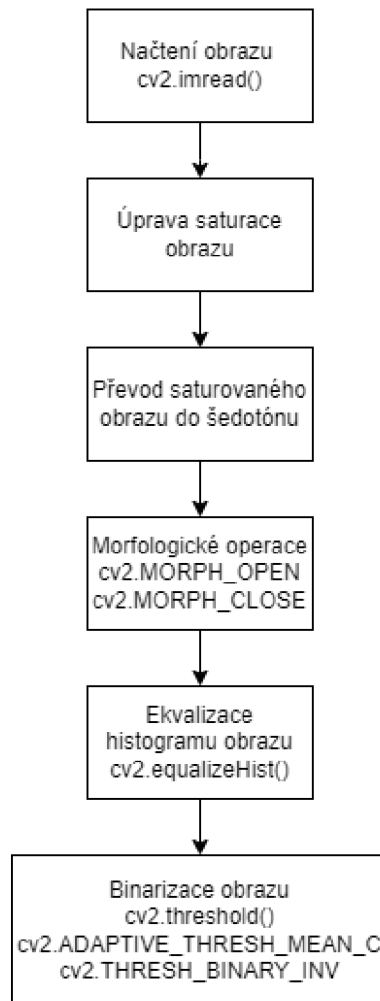 Načtení obrazu
cv2.imread()
Úprava saturace
obrazu
Převod saturovaného
obrazu do šedotónu
Morfologické operace
cv2.MORPH_OPEN
cv2.MORPH_CLOSE
Ekvalizace
histogramu obrazu
cv2.equalizeHist()
Binarizace obrazu
cv2.threshold()
cv2.ADAPTIVE_THRESH_MEAN_C
cv2.THRESH_BINARY_INV